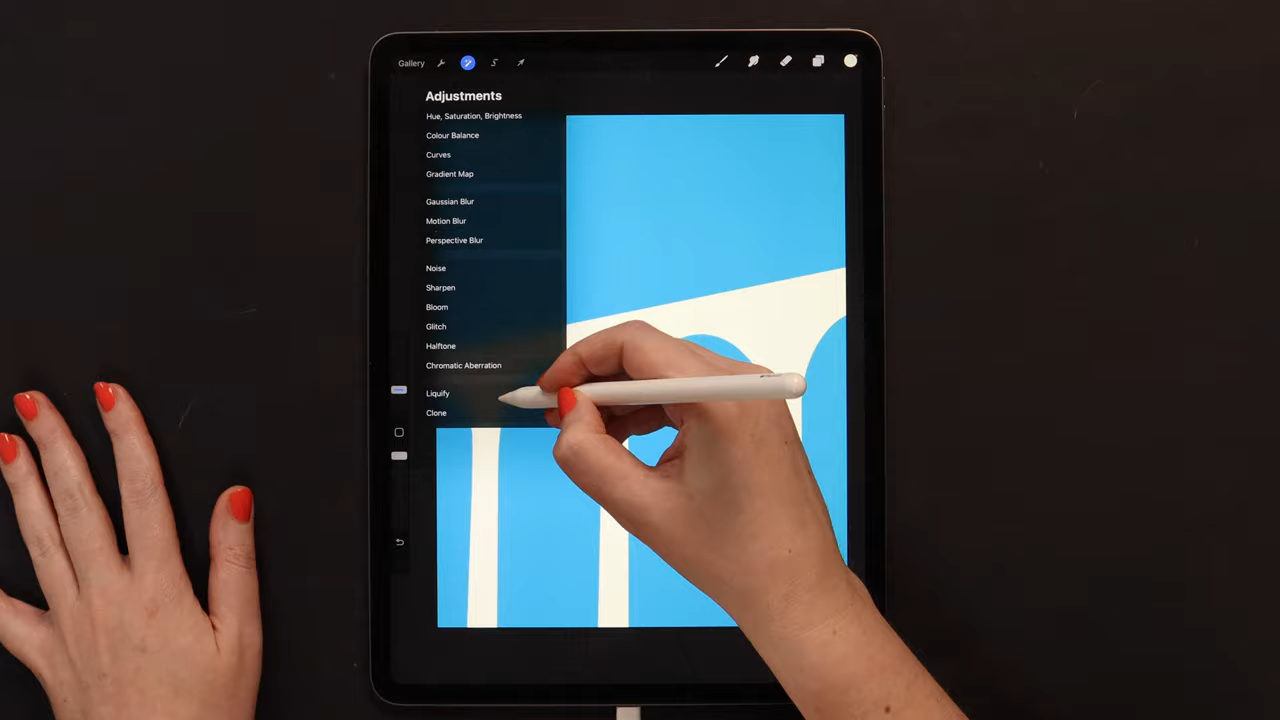 Gallery
Adjustments
Hue, Saturation, Brightness
Colour Balance
Curves
Gradient Map
Gaussian Blur
Motion Blur
Perspective Blur
Noise
Sharpen
Bloom
Glitch
Halftone
Chromatic Aberration
Liquify
Clone